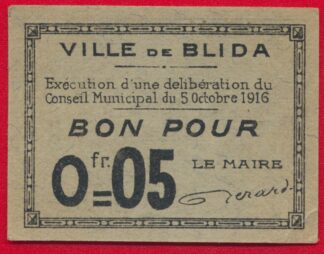 VILLE DE BLIDA
Exécution d'une delibération du
Conseil Municipal du 5 Octobre 1916
BON POUR
0 fr. 05 LE MAIRE
Gerard